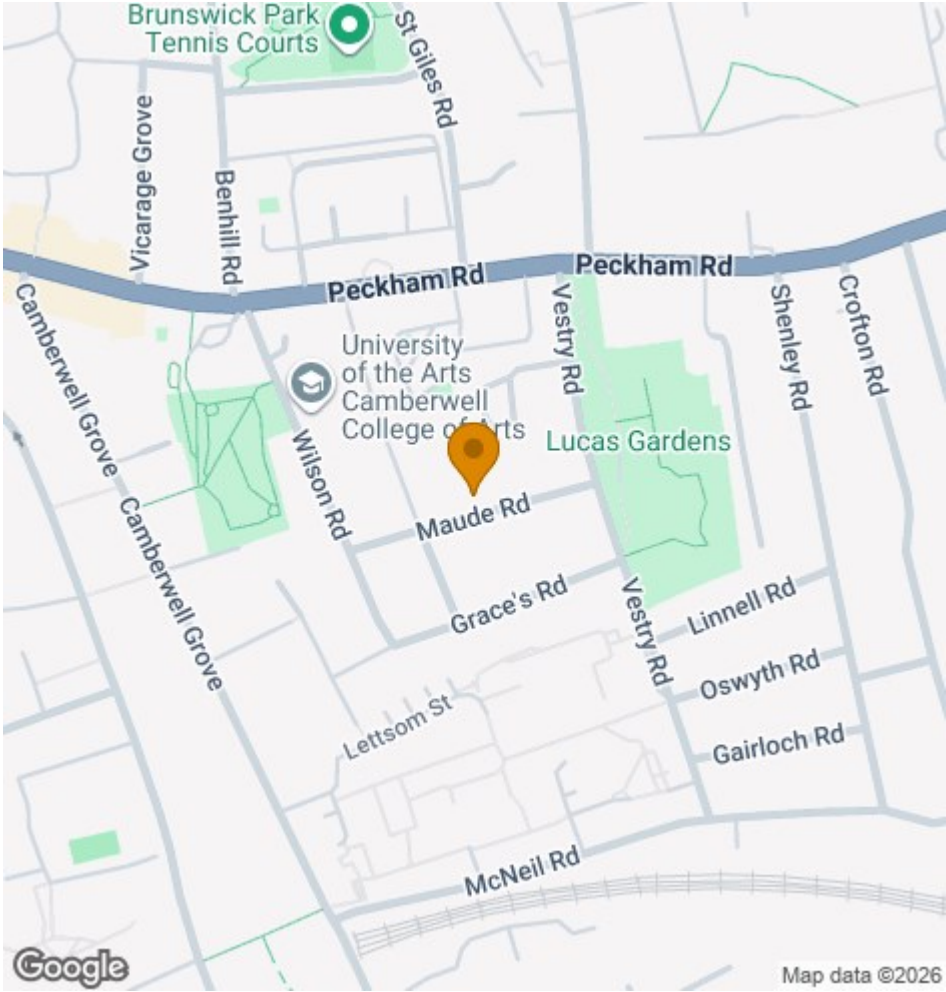 Brunswick Park
Tennis Courts
St Giles Rd
Vicarage Grove
Benhill Rd
Peckham Rd
Peckham Rd
Camberwell Grove
University
of the Arts
Camberwell
College of Arts
Vestry Rd
Shenley Rd
Crofton Rd
Wilson Rd
Lucas Gardens
Maude Rd
Camberwell Grove
Grace's Rd
Linnell Rd
Vestry Rd
Oswyth Rd
Lettsom St
Gairloch Rd
McNeil Rd
Google
Map data ©2026